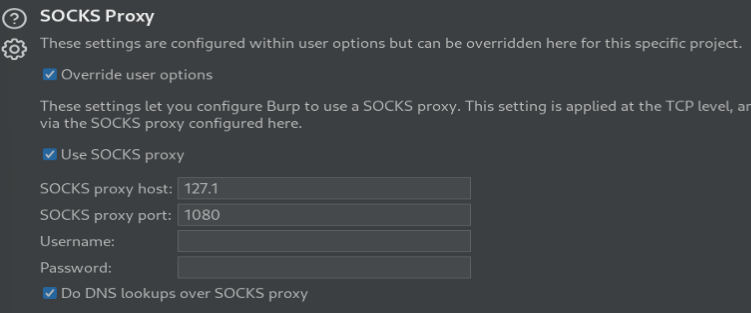 SOCKS Proxy
These settings are configured within user options but can be overridden here for this specific project.
Override user options
These settings let you configure Burp to use a SOCKS proxy. This setting is applied at the TCP level,
via the SOCKS proxy configured here.
Use SOCKS proxy
SOCKS proxy host: 127.1
SOCKS proxy port: 1080
Username:
Password:
Do DNS lookups over SOCKS proxy